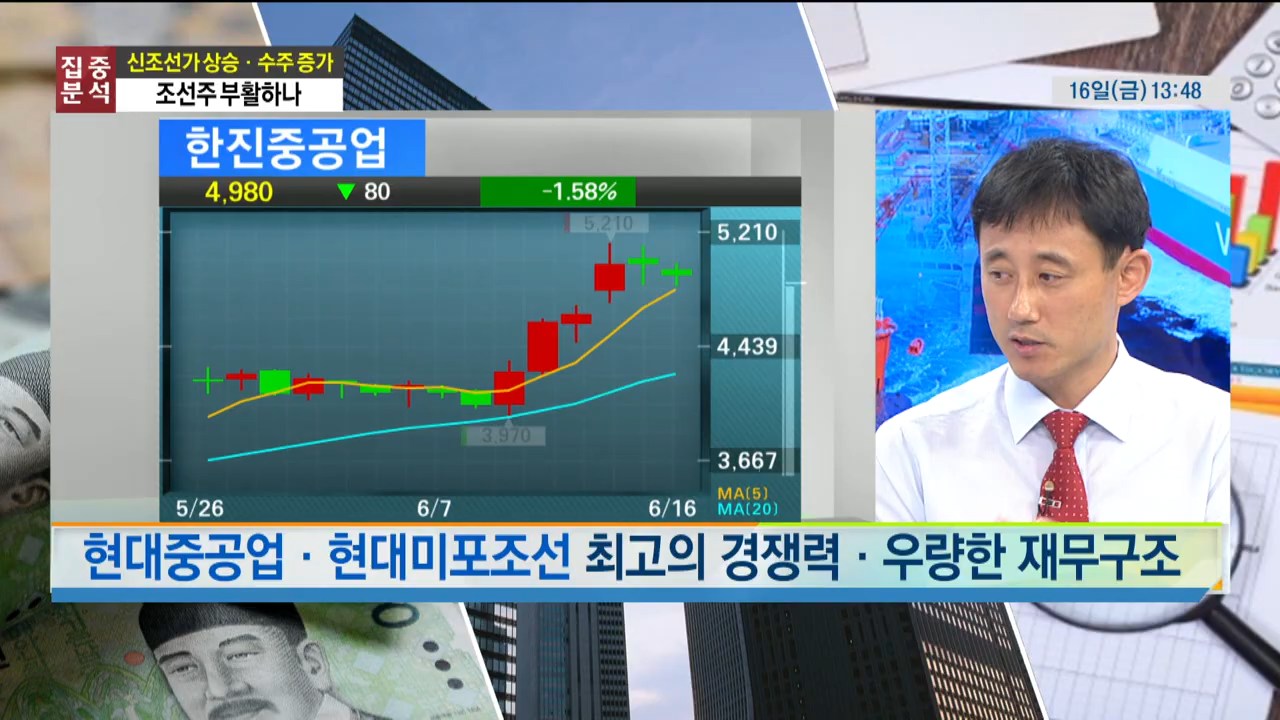 집중
분석
신조선가 상승 · 수주 증가
조선주 부활하나
16일(금) 13:48
한진중공업
4,980 ▼ 80 -1.58%
5,210
5,210
4,439
3,970
3,667
MA(5)
MA(20)
5/26 6/7 6/16
현대중공업 · 현대미포조선 최고의 경쟁력 · 우량한 재무구조